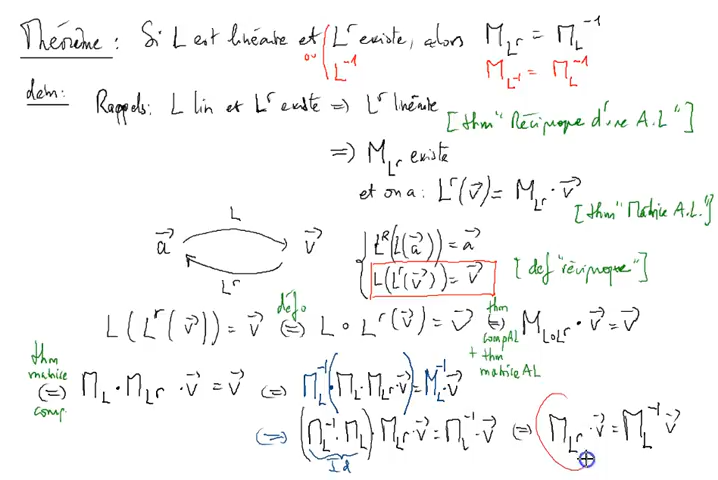 Théorème : Si L est linéaire et L^r existe, alors M_{L^r} = M_L^{-1}
ou L^{-1} M_{L^{-1}} = M_L^{-1}
dém: Rappels: L lin et L^r existe ⇒ L^r linéaire
[thm "Réciproque d'une A.L"]
⇒ M_{L^r} existe
et on a : L^r(v⃗) = M_{L^r} · v⃗
[thm "Matrice A.L."]
L
a⃗ v⃗
L^r
{ L^R(L(a⃗)) = a⃗
L(L^r(v⃗)) = v⃗ [def "réciproque"]
L(L^r(v⃗)) = v⃗ déf∘ ⇔ L∘L^r(v⃗) = v⃗ thm compAL + thm matrice AL ⇔ M_{L∘L^r} · v⃗ = v⃗
thm matrice comp. ⇔ M_L · M_{L^r} · v⃗ = v⃗ ⇔ M_L^{-1} · (M_L · M_{L^r} · v⃗) = M_L^{-1} · v⃗
⇔ (M_L^{-1} · M_L) · M_{L^r} · v⃗ = M_L^{-1} · v⃗ ⇔ M_{L^r} · v⃗ = M_L^{-1} v⃗
Id